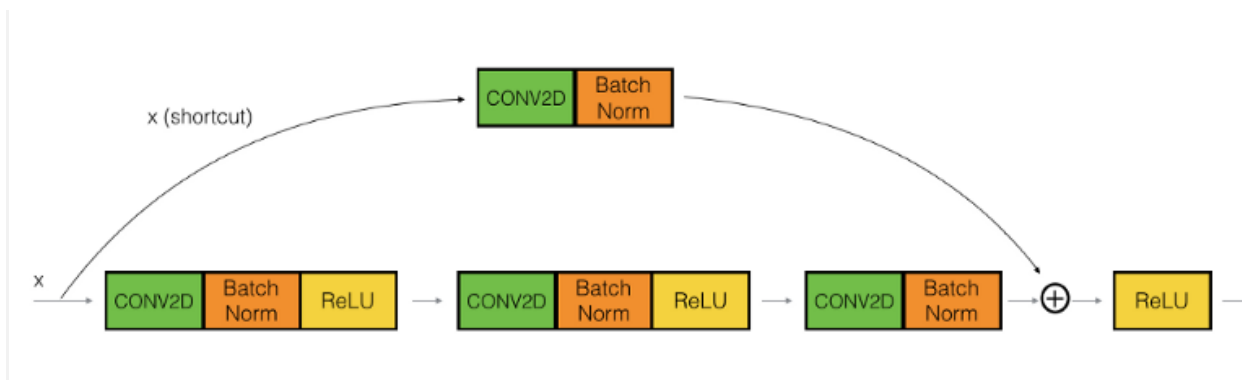 CONV2D
Batch
Norm
x (shortcut)
x
CONV2D
Batch
Norm
ReLU
CONV2D
Batch
Norm
ReLU
CONV2D
Batch
Norm
ReLU